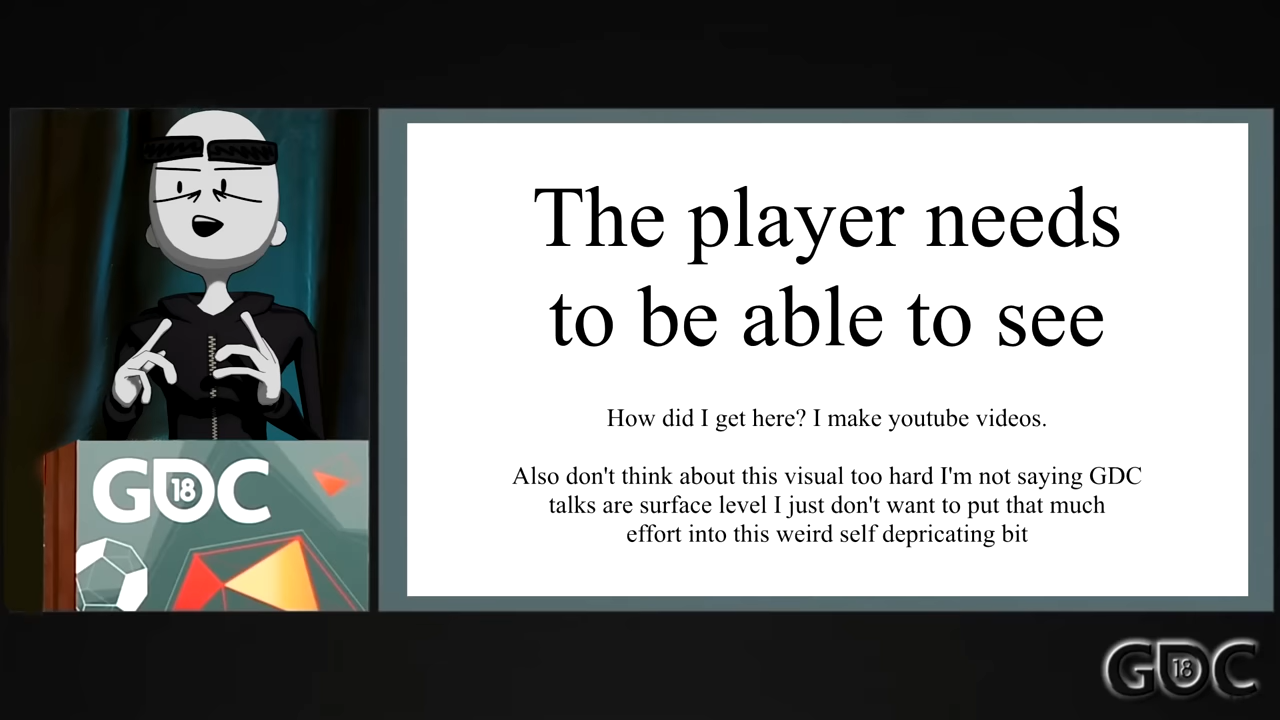 The player needs
to be able to see
How did I get here? I make youtube videos.
Also don't think about this visual too hard I'm not saying GDC
talks are surface level I just don't want to put that much
effort into this weird self depricating bit
GDC
18
GDC
18